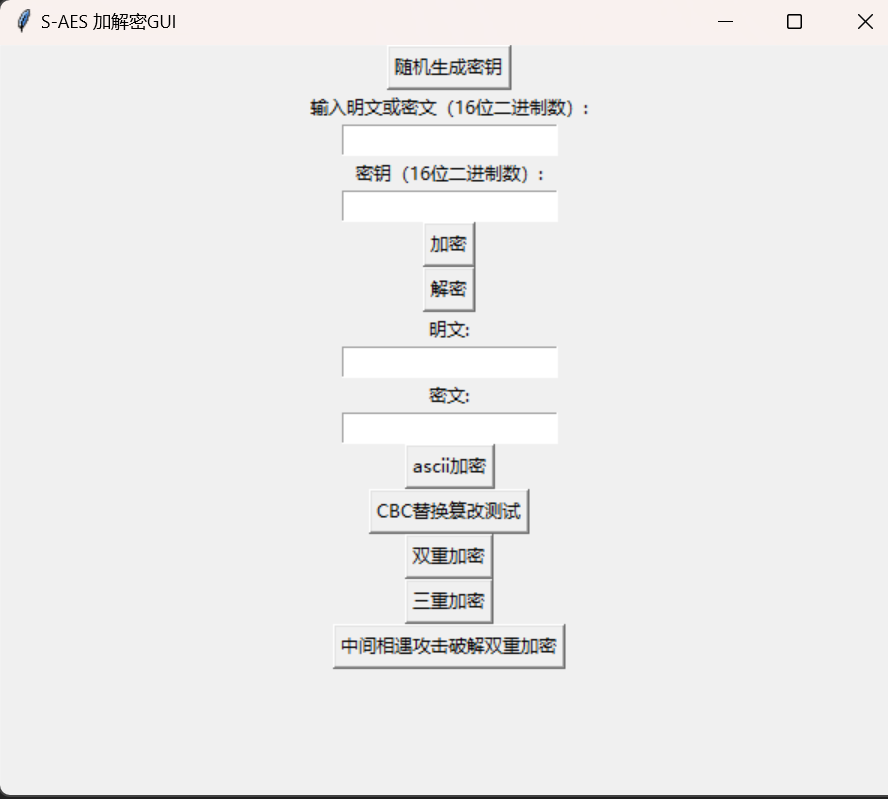 S-AES 加解密GUI
随机生成密钥
输入明文或密文（16位二进制数）:
密钥（16位二进制数）:
加密
解密
明文:
密文:
ascii加密
CBC替换篡改测试
双重加密
三重加密
中间相遇攻击破解双重加密